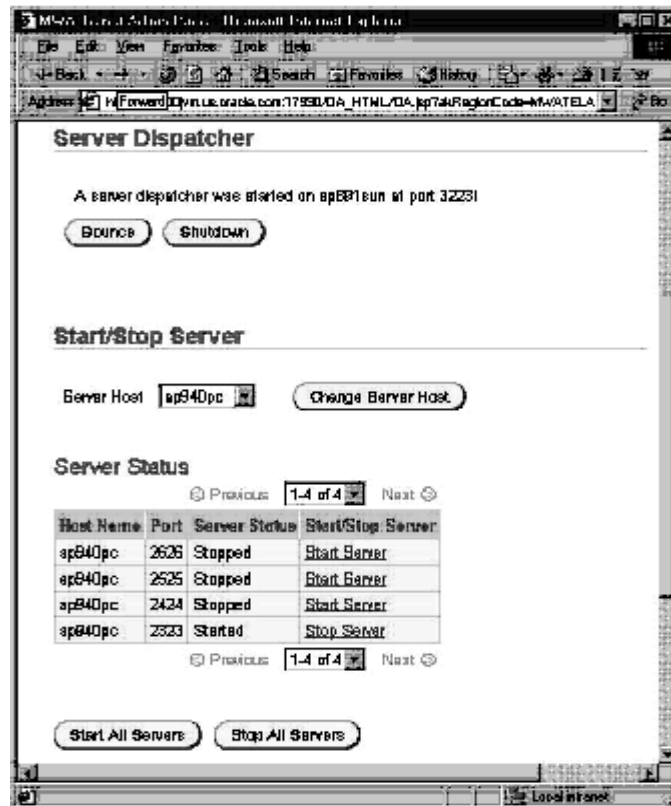 File Edit View Favorites Tools Help
Back Search Favorites History
Address Forward
Server Dispatcher
A server dispatcher was started on at port
Bounce Shutdown
Start/Stop Server
Server Host ap940pc Change Server Host
Server Status
Previous 1-4 of 4 Next
Host Name Port Server Status Start/Stop Server
ap940pc 2626 Stopped Start Server
ap940pc 2525 Stopped Start Server
ap940pc 2424 Stopped Start Server
ap940pc 2323 Started Stop Server
Previous 1-4 of 4 Next
Start All Servers Stop All Servers
Local intranet